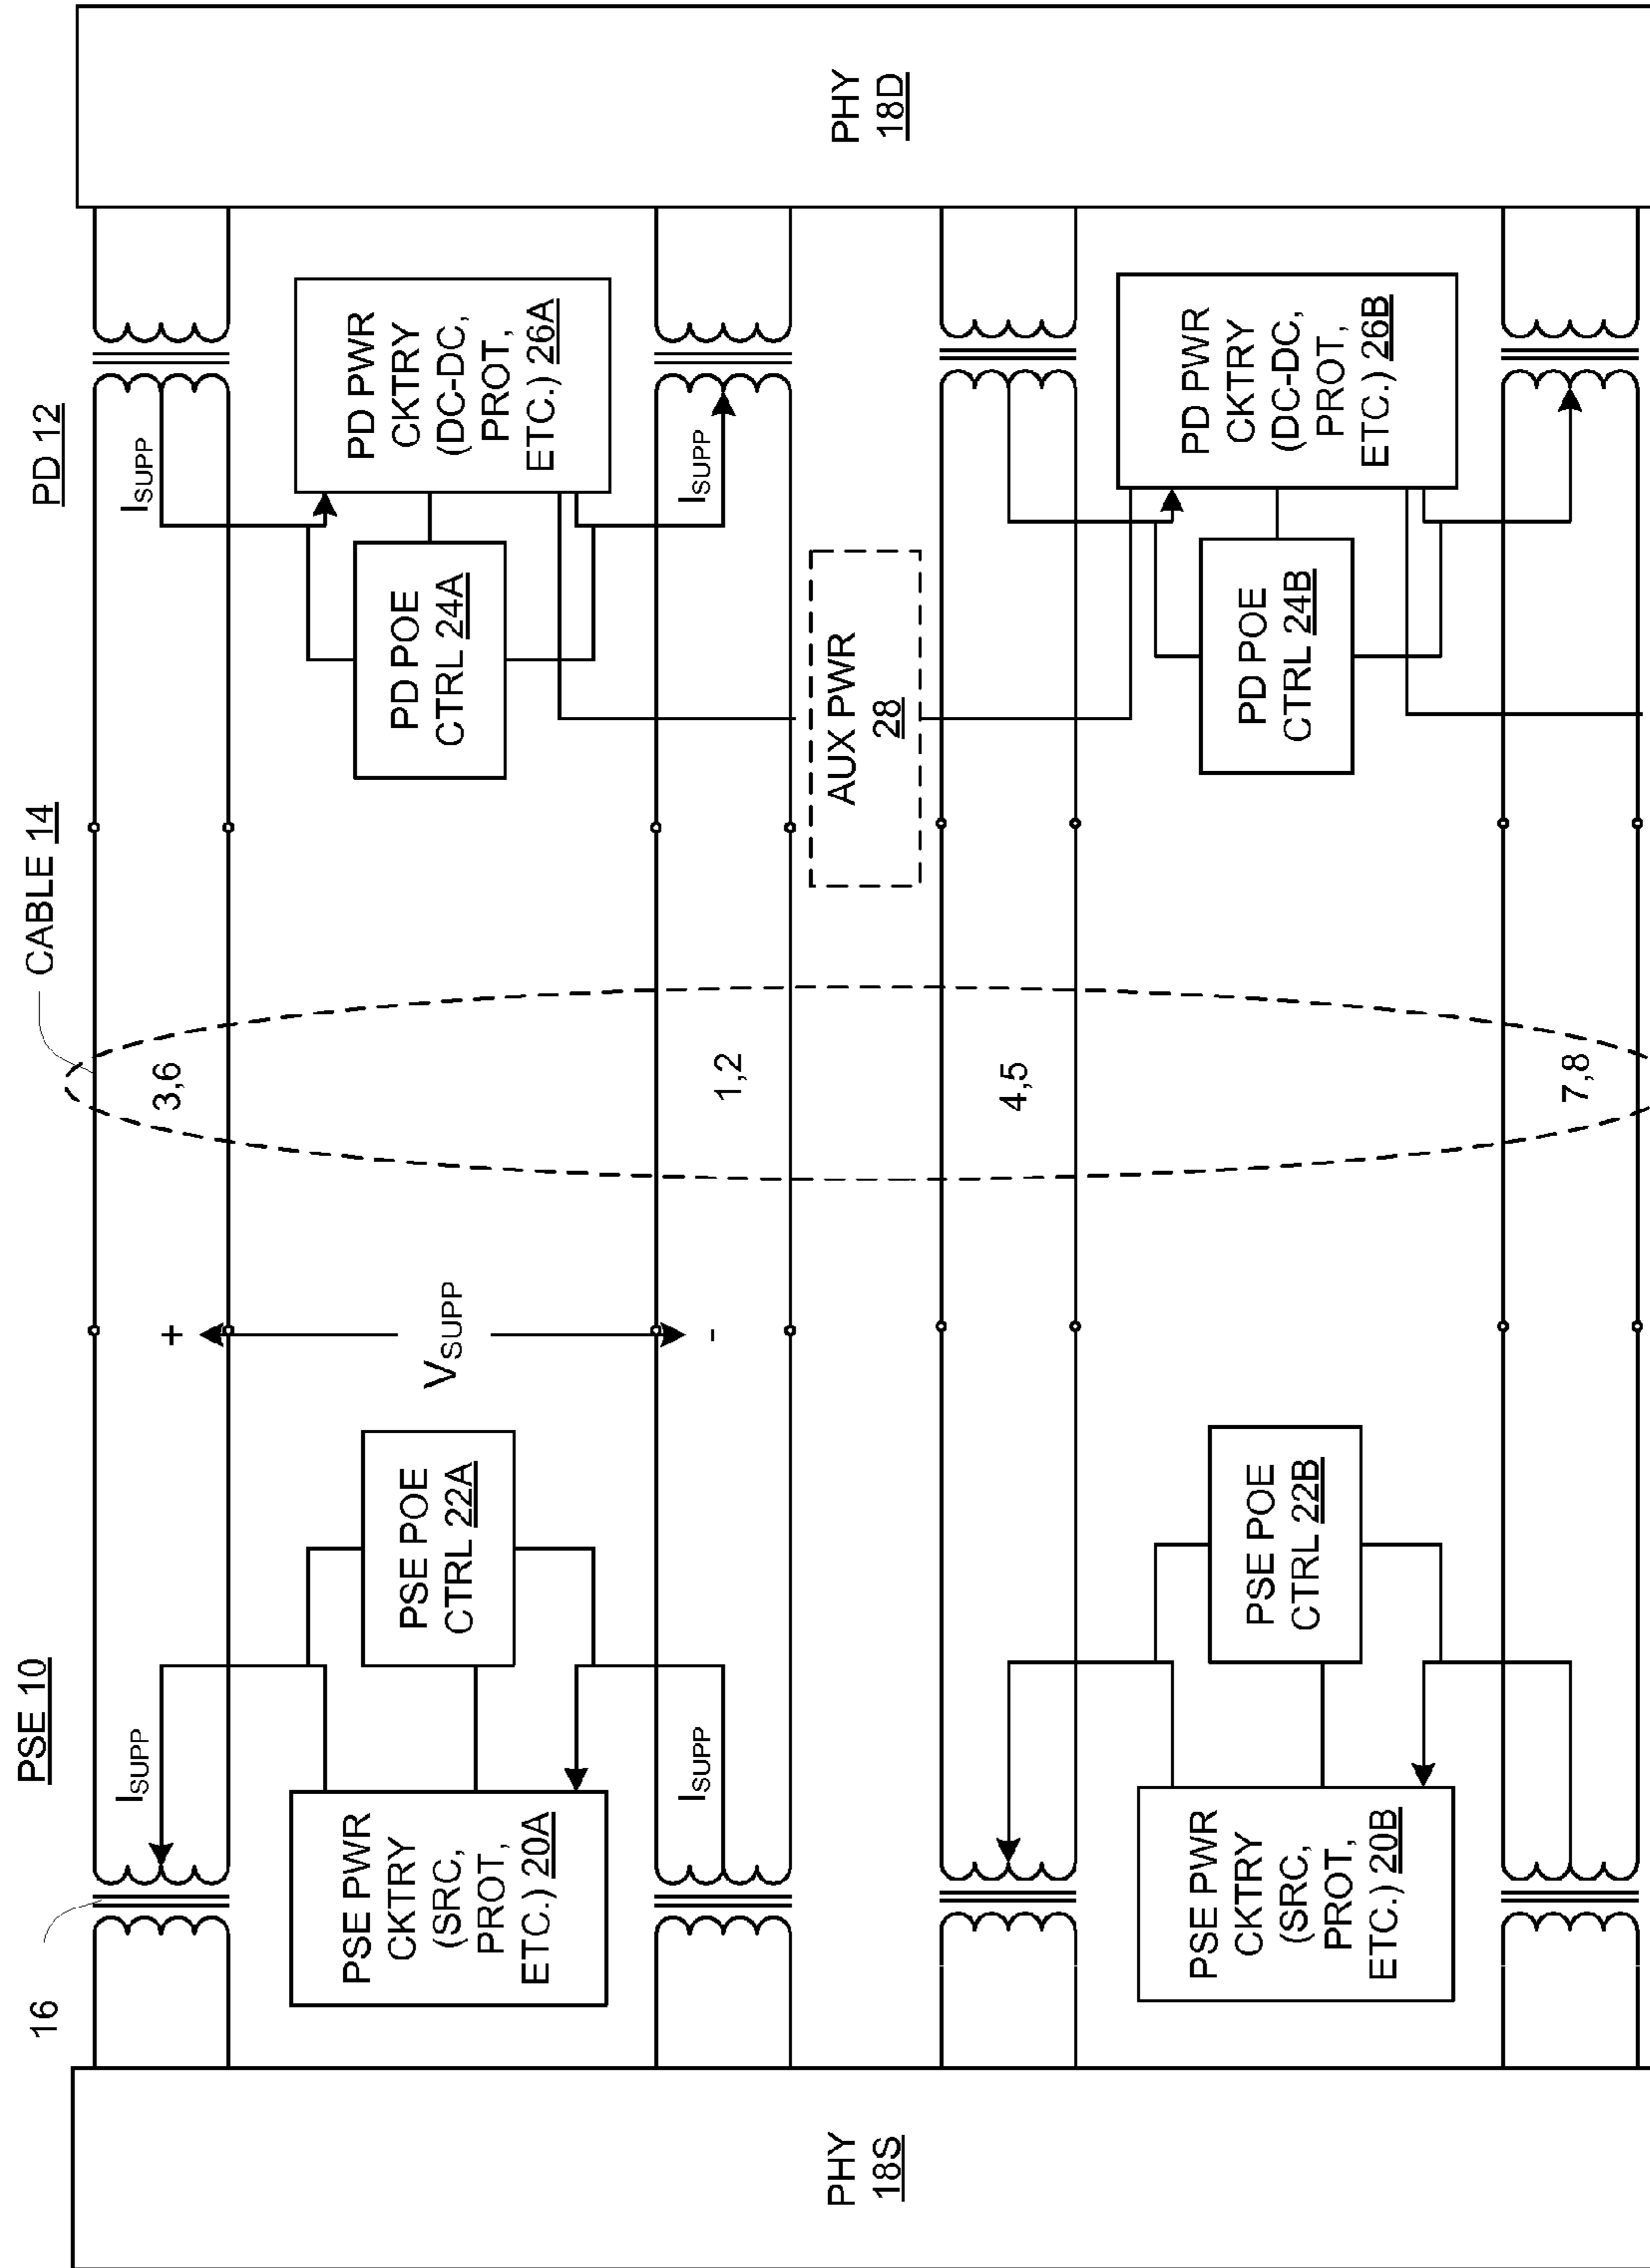 PSE 10
PD 12
CABLE 14
16
I_SUPP
I_SUPP
3,6
PSE PWR
CKTRY
(SRC,
PROT,
ETC.) 20A
PSE POE
CTRL 22A
+
V_SUPP
-
PD POE
CTRL 24A
PD PWR
CKTRY
(DC-DC,
PROT,
ETC.) 26A
I_SUPP
I_SUPP
1,2
PHY
18S
AUX PWR
28
PHY
18D
4,5
PSE PWR
CKTRY
(SRC,
PROT,
ETC.) 20B
PSE POE
CTRL 22B
PD POE
CTRL 24B
PD PWR
CKTRY
(DC-DC,
PROT,
ETC.) 26B
7,8